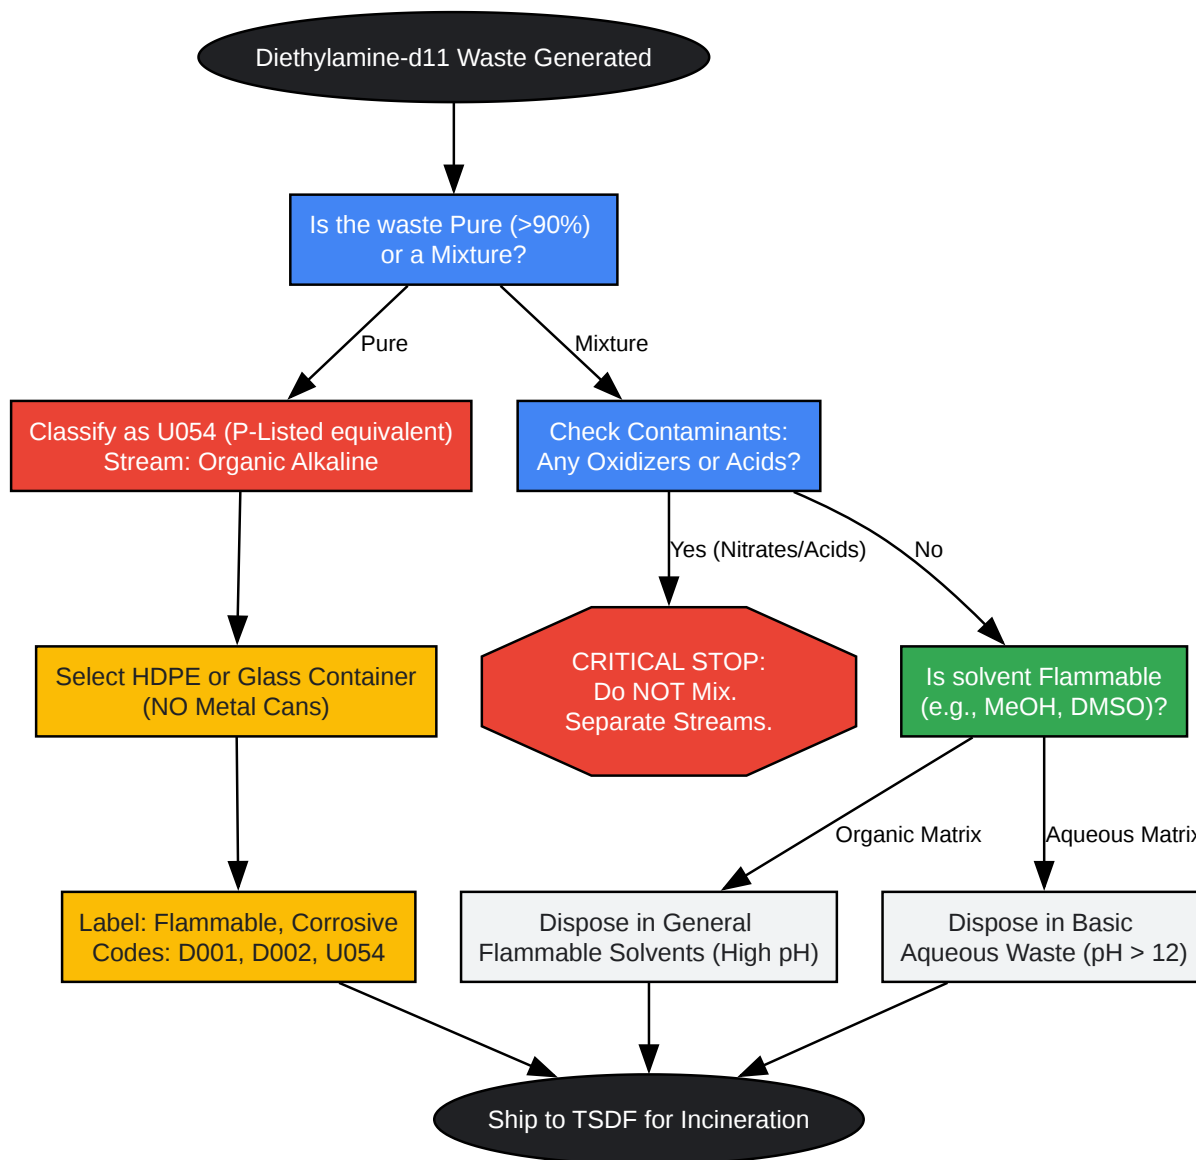 Diethylamine-d11 Waste Generated
Is the waste Pure (>90%)
or a Mixture?
Pure
Mixture
Classify as U054 (P-Listed equivalent)
Stream: Organic Alkaline
Check Contaminants:
Any Oxidizers or Acids?
Yes (Nitrates/Acids)
No
Select HDPE or Glass Container
(NO Metal Cans)
CRITICAL STOP:
Do NOT Mix.
Separate Streams.
Is solvent Flammable
(e.g., MeOH, DMSO)?
Organic Matrix
Aqueous Matrix
Label: Flammable, Corrosive
Codes: D001, D002, U054
Dispose in General
Flammable Solvents (High pH)
Dispose in Basic
Aqueous Waste (pH > 12)
Ship to TSDF for Incineration